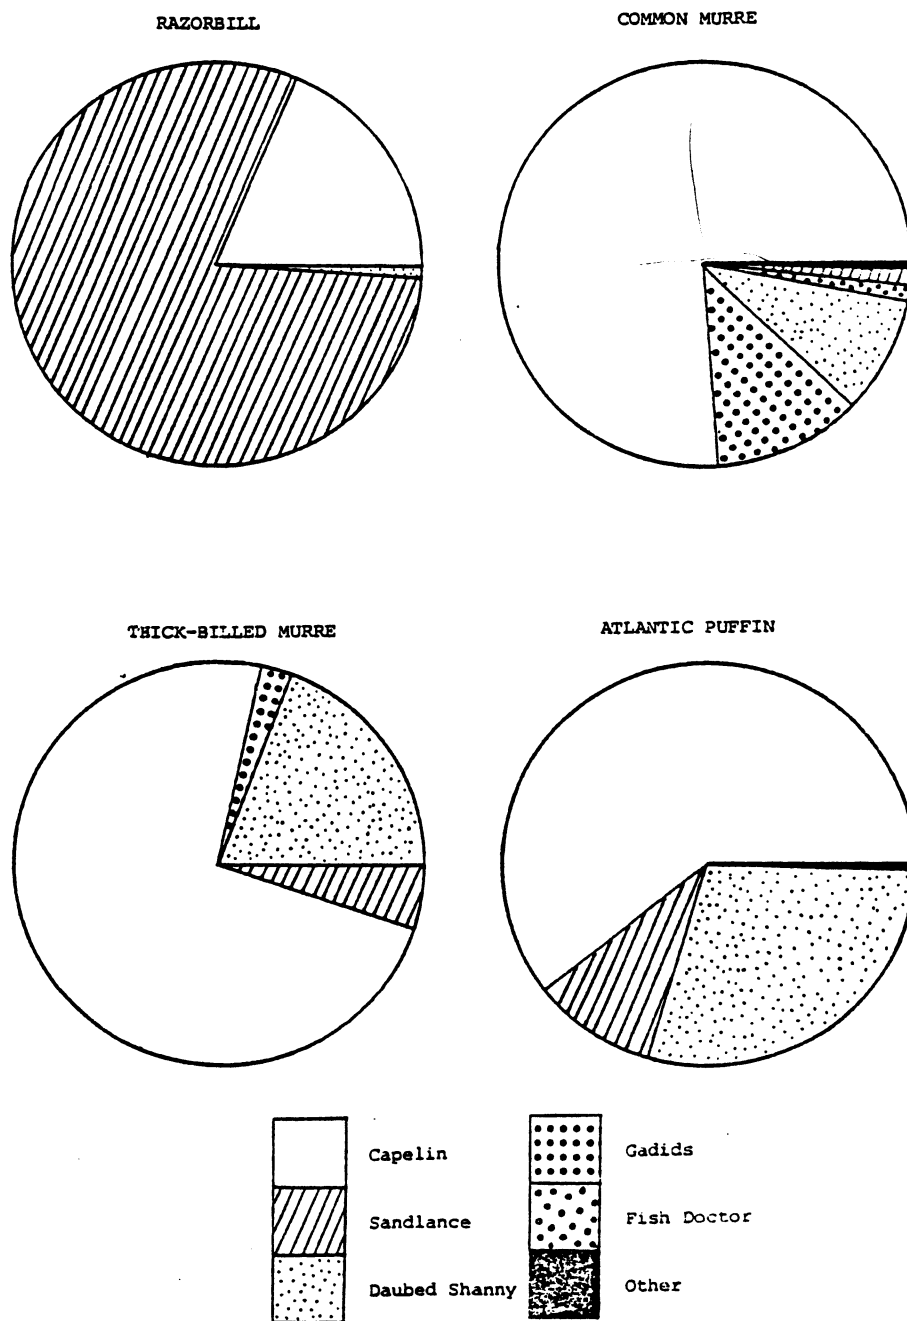 RAZORBILL
COMMON MURRE
THICK-BILLED MURRE
ATLANTIC PUFFIN
Capelin
Sandlance
Daubed Shanny
Gadids
Fish Doctor
Other